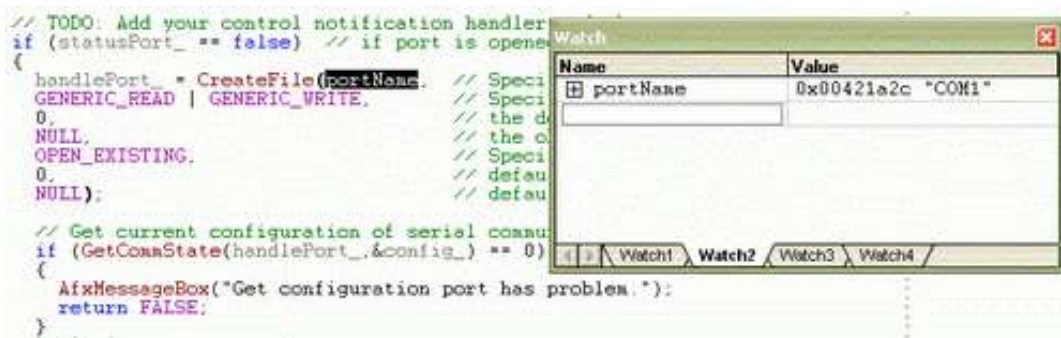 // TODO: Add your control notification handler
if (statusPort_ == false) // if port is opene
{
handlePort_ = CreateFile(portName, // Speci
GENERIC_READ | GENERIC_WRITE, // Speci
0, // the d
NULL, // the o
OPEN_EXISTING, // Speci
0, // defau
NULL); // defau
// Get current configuration of serial commu
if (GetCommState(handlePort_,&config_) == 0)
{
AfxMessageBox("Get configuration port has problem.");
return FALSE;
}
Watch
Name Value
portName 0x00421a2c "COM1"
Watch1 Watch2 Watch3 Watch4